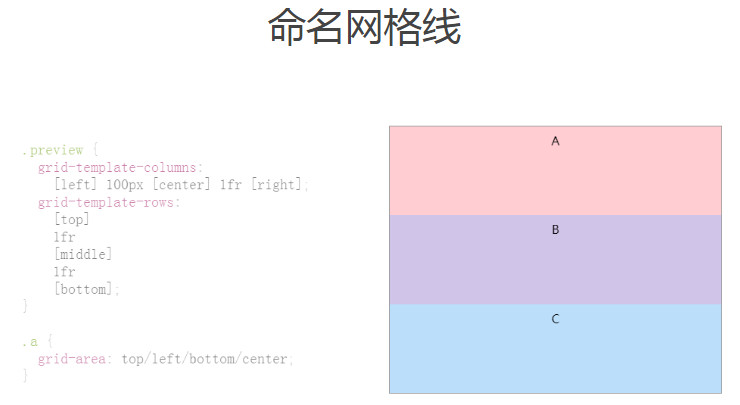 命名网格线
.preview {
grid-template-columns:
[left] 100px [center] 1fr [right];
grid-template-rows:
[top]
1fr
[middle]
1fr
[bottom];
}
.a {
grid-area: top/left/bottom/center;
}
A
B
C